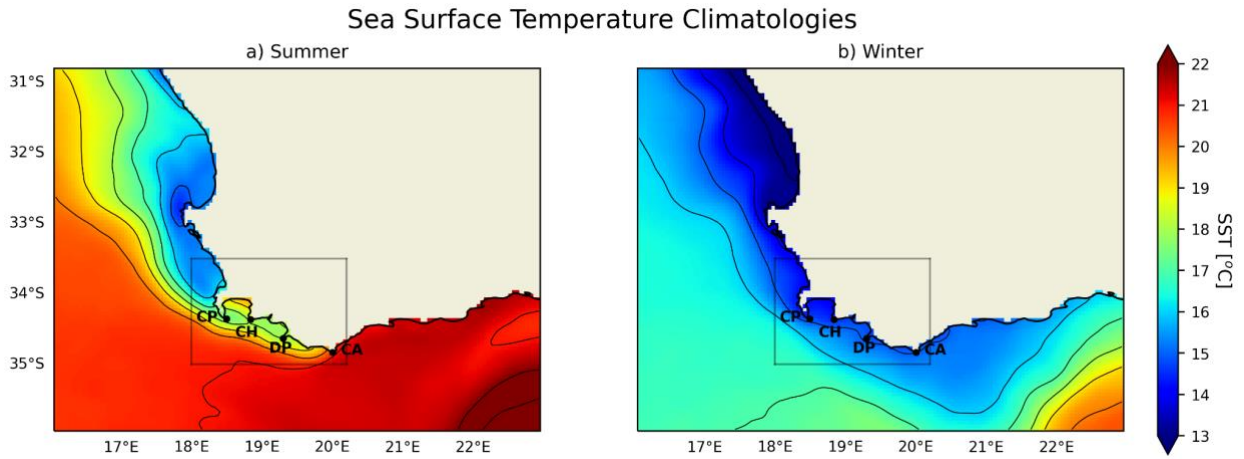 Sea Surface Temperature Climatologies
a) Summer
b) Winter
31°S
32°S
33°S
34°S
35°S
CP
CH
DP
CA
CP
CH
DP
CA
17°E 18°E 19°E 20°E 21°E 22°E
17°E 18°E 19°E 20°E 21°E 22°E
22
21
20
19
18
17
16
15
14
13
SST [°C]